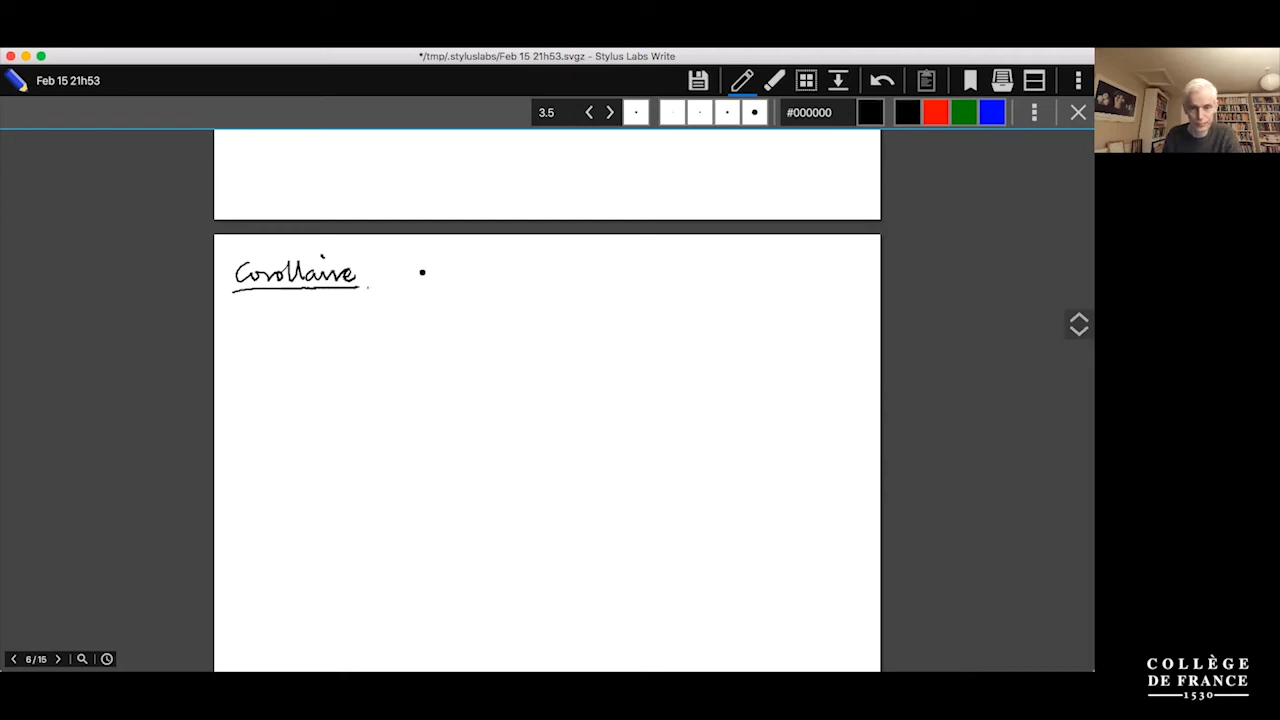 */tmp/.styluslabs/Feb 15 21h53.svgz - Stylus Labs Write
Feb 15 21h53
3.5
#000000
Corollaire
6/15
COLLÈGE
DE FRANCE
1530